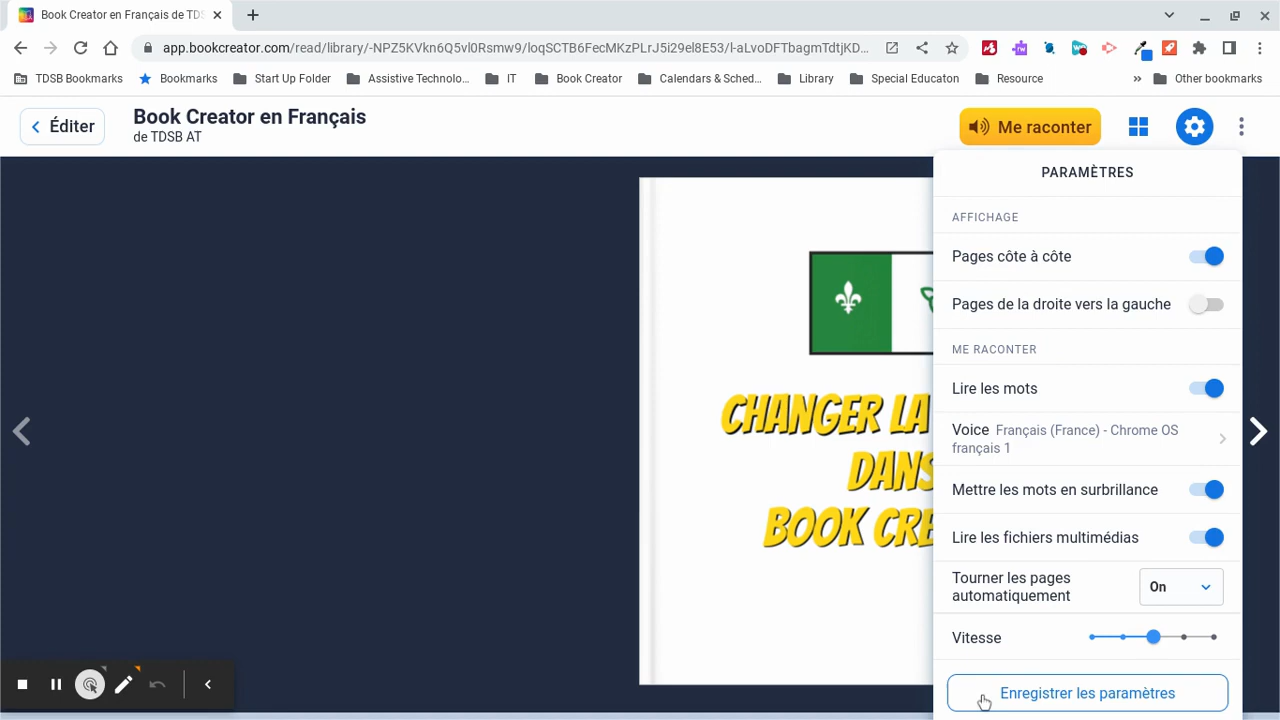 Book Creator en Français de TDS
app.bookcreator.com/read/library/-NPZ5KVkn6Q5vl0Rsmw9/loqSCTB6FecMKzPLrJ5i29el8E53/l-aLvoDFTbagmTdtjKD...
TDSB Bookmarks Bookmarks Start Up Folder Assistive Technolo... IT Book Creator Calendars & Sched... Library Special Educaton Resource » Other bookmarks
Éditer
Book Creator en Français
de TDSB AT
Me raconter
PARAMÈTRES
AFFICHAGE
Pages côte à côte
Pages de la droite vers la gauche
ME RACONTER
Lire les mots
Voice Français (France) - Chrome OS
français 1
Mettre les mots en surbrillance
Lire les fichiers multimédias
Tourner les pages
automatiquement
On
Vitesse
Enregistrer les paramètres
CHANGER LA
DANS
BOOK CRE